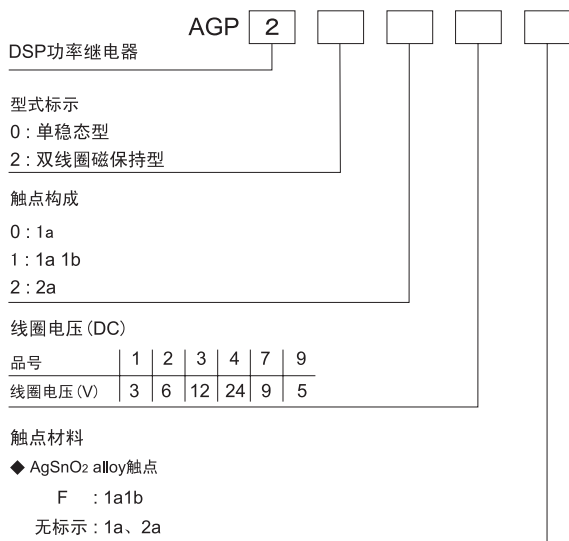 AGP 2
DSP功率继电器
型式标示
0 : 单稳态型
2 : 双线圈磁保持型
触点构成
0 : 1a
1 : 1a 1b
2 : 2a
线圈电压 (DC)
品号 1 2 3 4 7 9
线圈电压 (V) 3 6 12 24 9 5
触点材料
◆ AgSnO₂ alloy触点
F : 1a1b
无标示 : 1a、2a